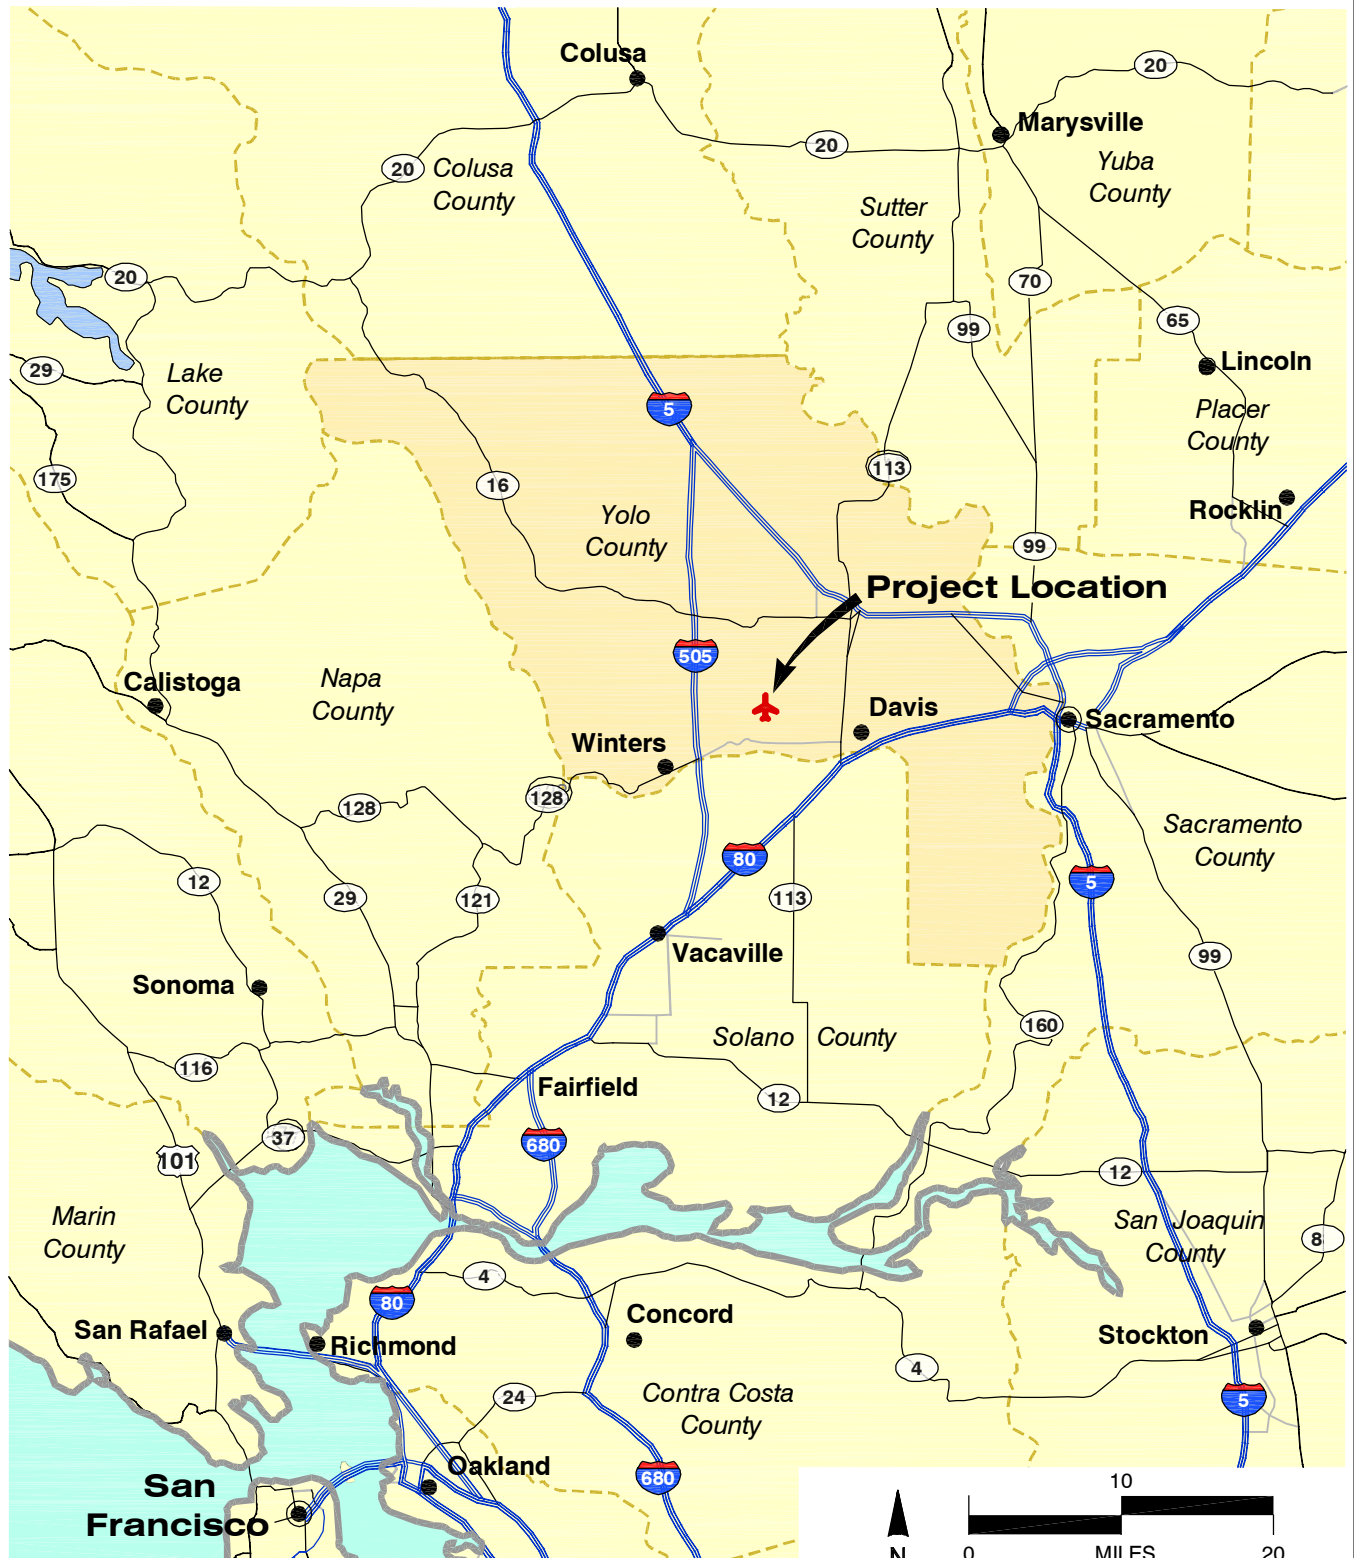 Colusa
20
Marysville
20
20
Colusa
County
Yuba
County
Sutter
County
20
70
99
65
29
Lake
County
Lincoln
5
Placer
County
113
175
16
Rocklin
Yolo
County
99
Project Location
505
Calistoga
Napa
County
Davis
Sacramento
Winters
128
128
Sacramento
County
80
12
29
121
113
5
Vacaville
99
Sonoma
Solano County
160
116
Fairfield
12
37
680
101
12
Marin
County
San Joaquin
County
8
4
80
Concord
San Rafael
Richmond
Stockton
4
24
Contra Costa
County
5
Oakland
680
San
Francisco
10
N
0
MILES
20